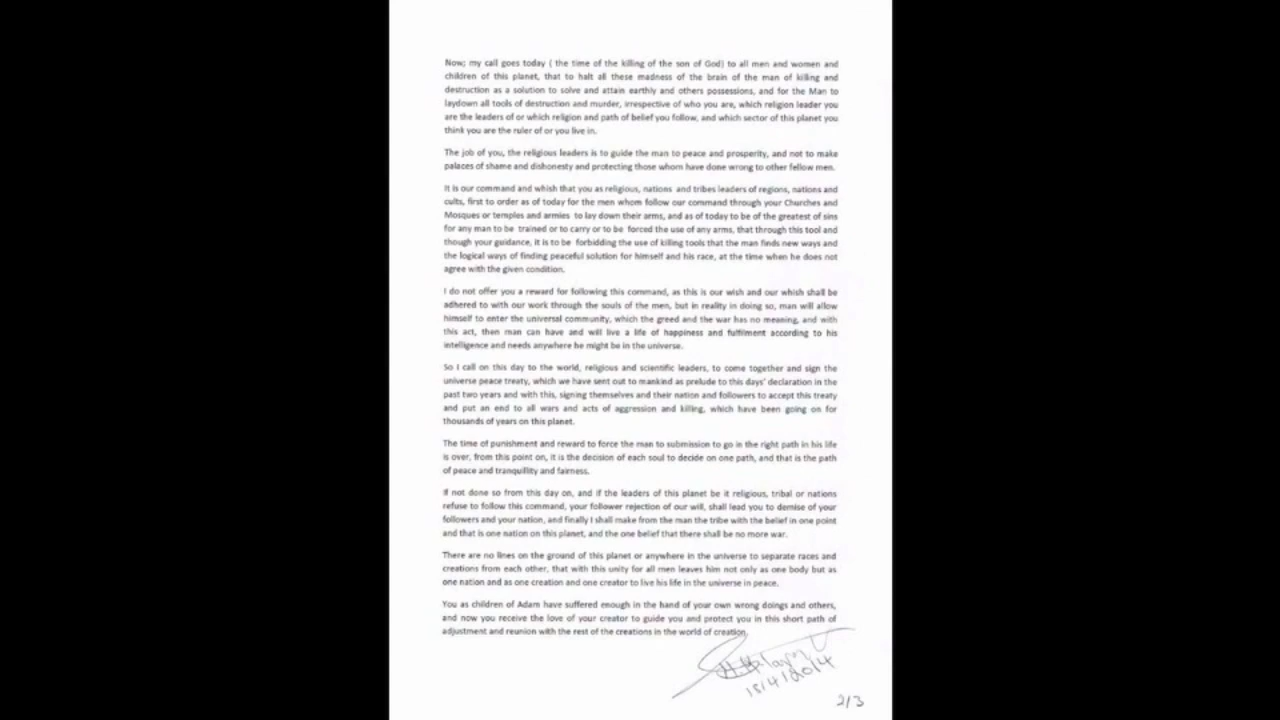 Now; my call goes today ( the time of the killing of the son of God) to all men and women and
children of this planet, that to halt all these madness of the brain of the man of killing and
destruction as a solution to solve and attain earthly and others possessions, and for the Man to
laydown all tools of destruction and murder, irrespective of who you are, which religion leader you
are the leaders of or which religion and path of belief you follow, and which sector of this planet you
think you are the ruler of or you live in.
The job of you, the religious leaders is to guide the man to peace and prosperity, and not to make
palaces of shame and dishonesty and protecting those whom have done wrong to other fellow men.
It is our command and whish that you as religious, nations and tribes leaders of regions, nations and
cults, first to order as of today for the men whom follow our command through your Churches and
Mosques or temples and armies to lay down their arms, and as of today to be of the greatest of sins
for any man to be trained or to carry or to be forced the use of any arms, that through this tool and
though your guidance, it is to be forbidding the use of killing tools that the man finds new ways and
the logical ways of finding peaceful solution for himself and his race, at the time when he does not
agree with the given condition.
I do not offer you a reward for following this command, as this is our wish and our whish shall be
adhered to with our work through the souls of the men, but in reality in doing so, man will allow
himself to enter the universal community, which the greed and the war has no meaning, and with
this act, then man can have and will live a life of happiness and fulfilment according to his
intelligence and needs anywhere he might be in the universe.
So I call on this day to the world, religious and scientific leaders, to come together and sign the
universe peace treaty, which we have sent out to mankind as prelude to this days' declaration in the
past two years and with this, signing themselves and their nation and followers to accept this treaty
and put an end to all wars and acts of aggression and killing, which have been going on for
thousands of years on this planet.
The time of punishment and reward to force the man to submission to go in the right path in his life
is over, from this point on, it is the decision of each soul to decide on one path, and that is the path
of peace and tranquillity and fairness.
If not done so from this day on, and if the leaders of this planet be it religious, tribal or nations
refuse to follow this command, your follower rejection of our will, shall lead you to demise of your
followers and your nation, and finally I shall make from the man the tribe with the belief in one point
and that is one nation on this planet, and the one belief that there shall be no more war.
There are no lines on the ground of this planet or anywhere in the universe to separate races and
creations from each other, that with this unity for all men leaves him not only as one body but as
one nation and as one creation and one creator to live his life in the universe in peace.
You as children of Adam have suffered enough in the hand of your own wrong doings and others,
and now you receive the love of your creator to guide you and protect you in this short path of
adjustment and reunion with the rest of the creations in the world of creation.
18/4/2014
2/3